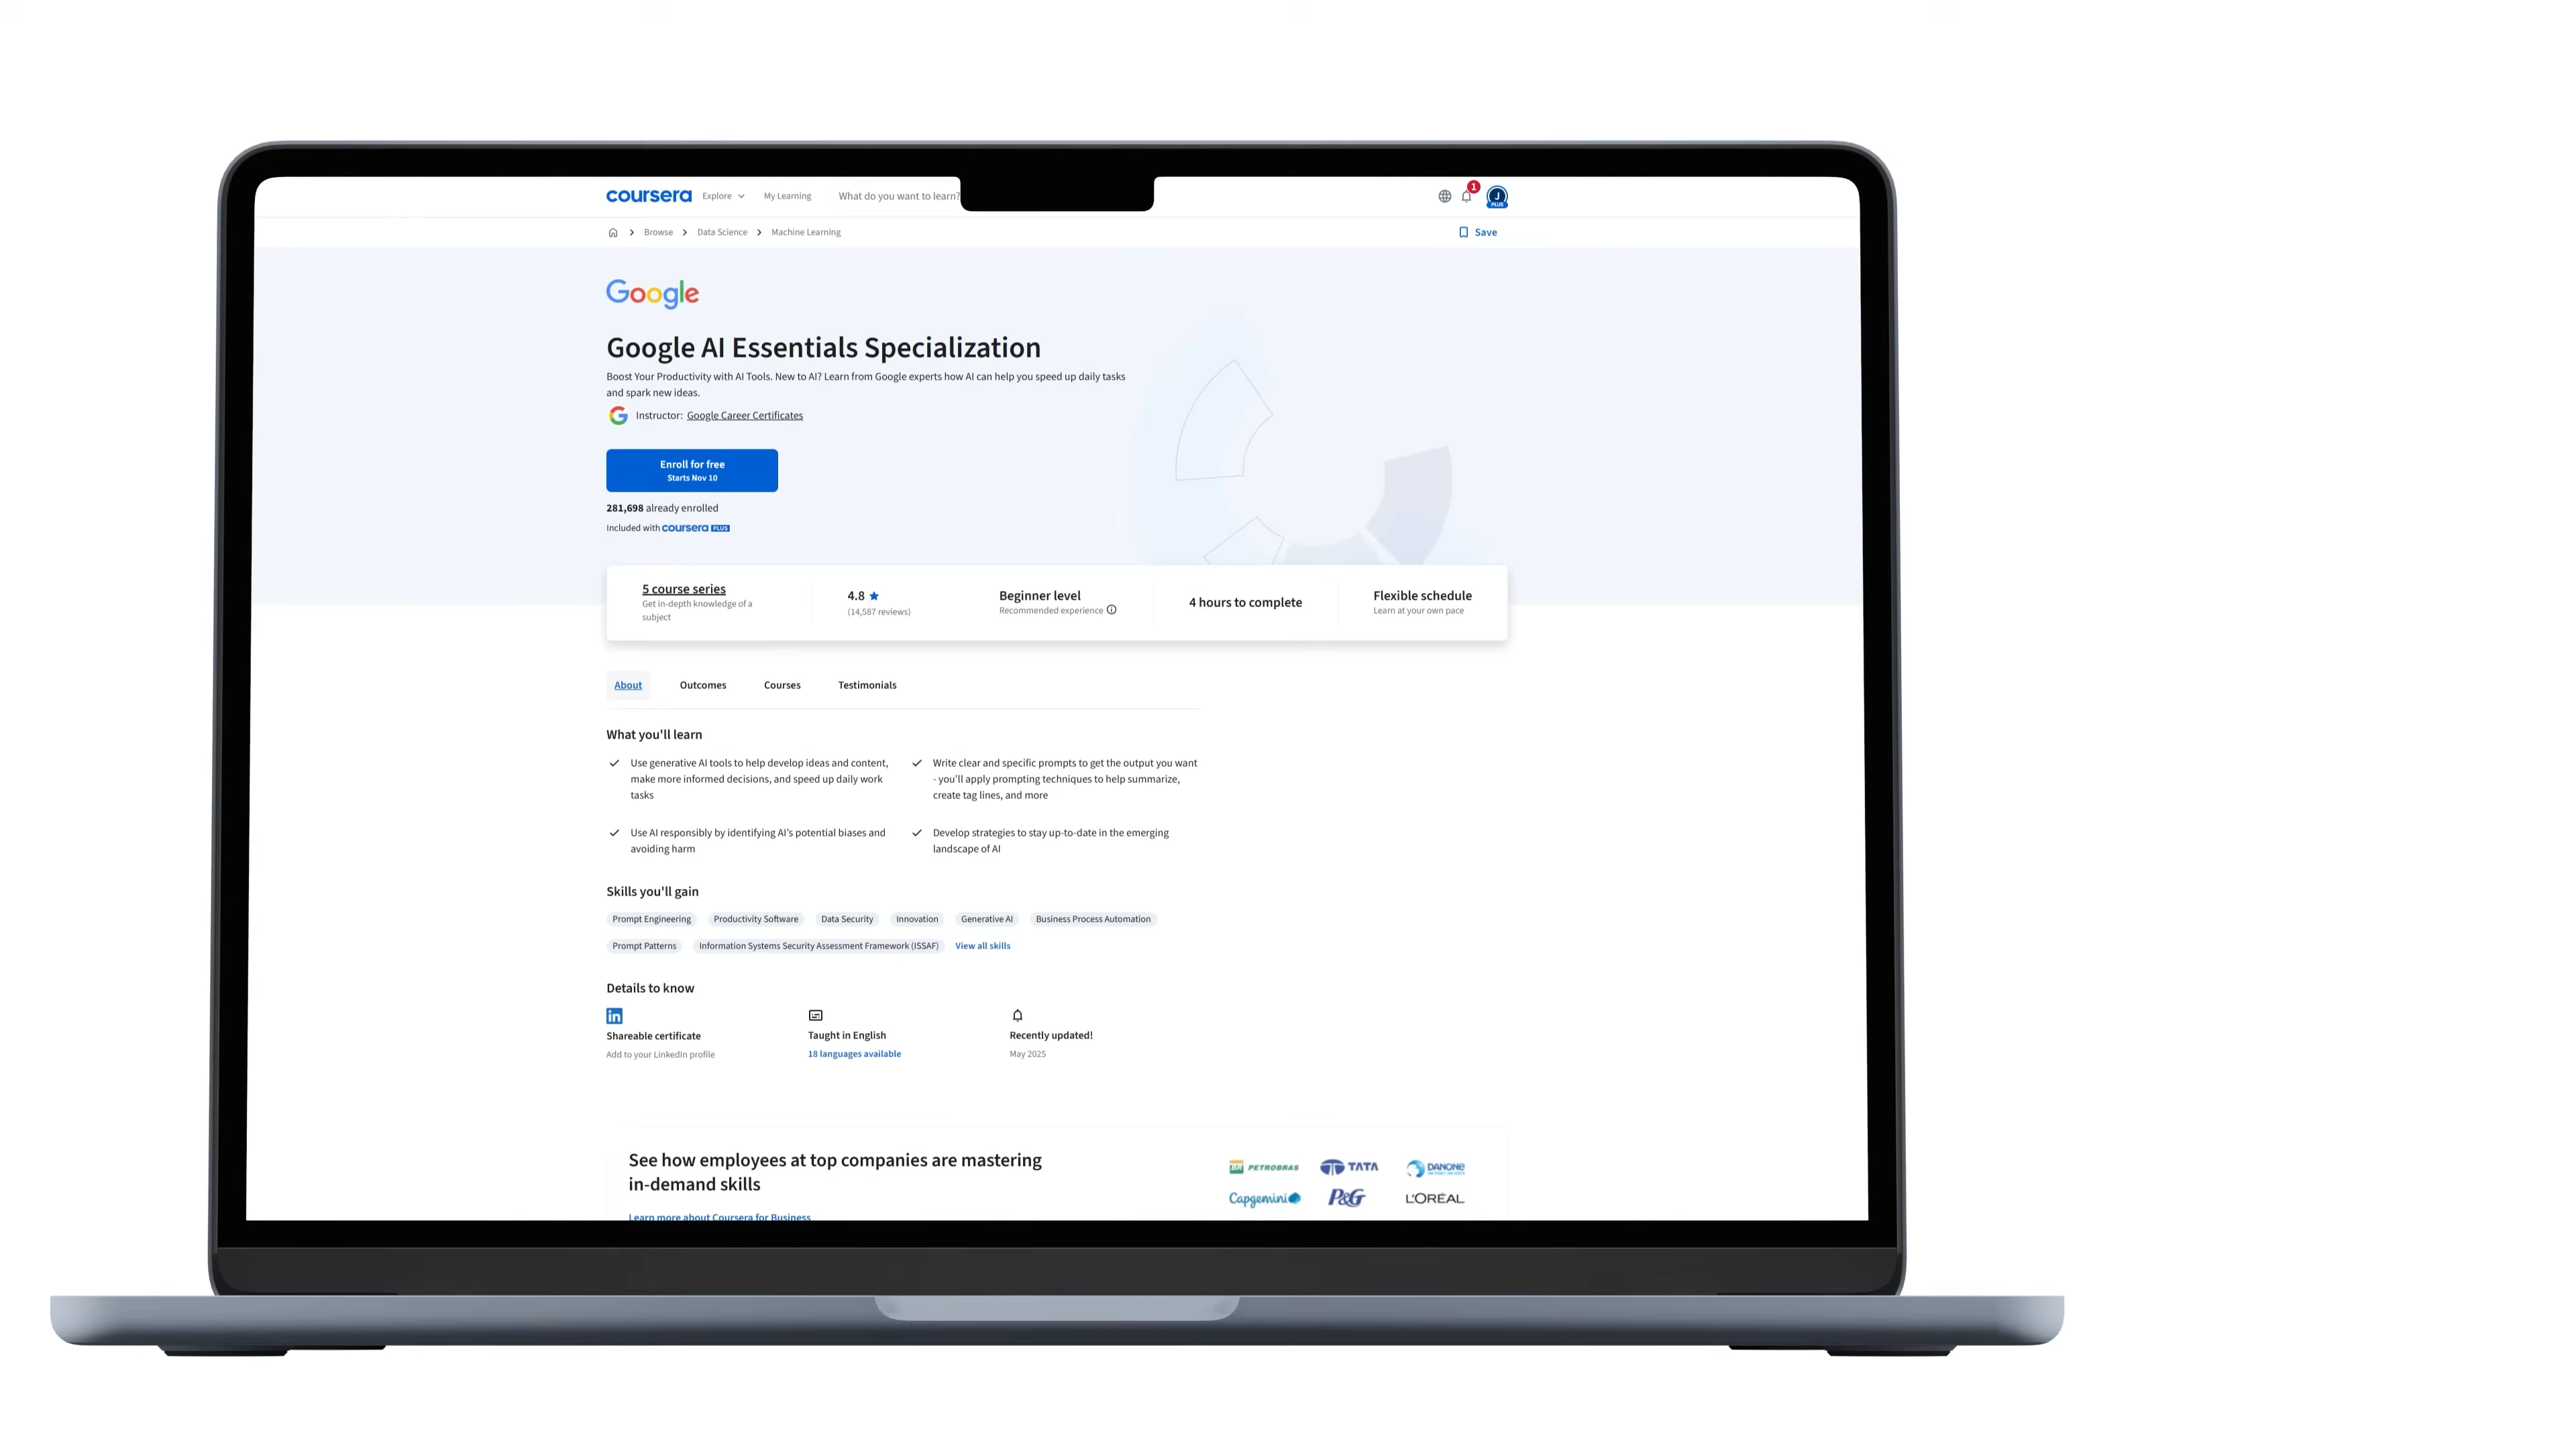 coursera Explore My Learning What do you want to learn? 1 J PLUS
Browse Data Science Machine Learning Save
Google
Google AI Essentials Specialization
Boost Your Productivity with AI Tools. New to AI? Learn from Google experts how AI can help you speed up daily tasks
and spark new ideas.
G Instructor: Google Career Certificates
Enroll for free
Starts Nov 10
281,698 already enrolled
Included with coursera PLUS
5 course series
Get in-depth knowledge of a
subject
4.8
(14,587 reviews)
Beginner level
Recommended experience
4 hours to complete
Flexible schedule
Learn at your own pace
About Outcomes Courses Testimonials
What you'll learn
Use generative AI tools to help develop ideas and content,
make more informed decisions, and speed up daily work
tasks
Write clear and specific prompts to get the output you want
- you'll apply prompting techniques to help summarize,
create tag lines, and more
Use AI responsibly by identifying AI's potential biases and
avoiding harm
Develop strategies to stay up-to-date in the emerging
landscape of AI
Skills you'll gain
Prompt Engineering Productivity Software Data Security Innovation Generative AI Business Process Automation
Prompt Patterns Information Systems Security Assessment Framework (ISSAF) View all skills
Details to know
in
Shareable certificate
Add to your LinkedIn profile
Taught in English
18 languages available
Recently updated!
May 2025
See how employees at top companies are mastering
in-demand skills
Learn more about Coursera for Business
BR PETROBRAS TATA DANONE
Capgemini P&G L'ORÉAL